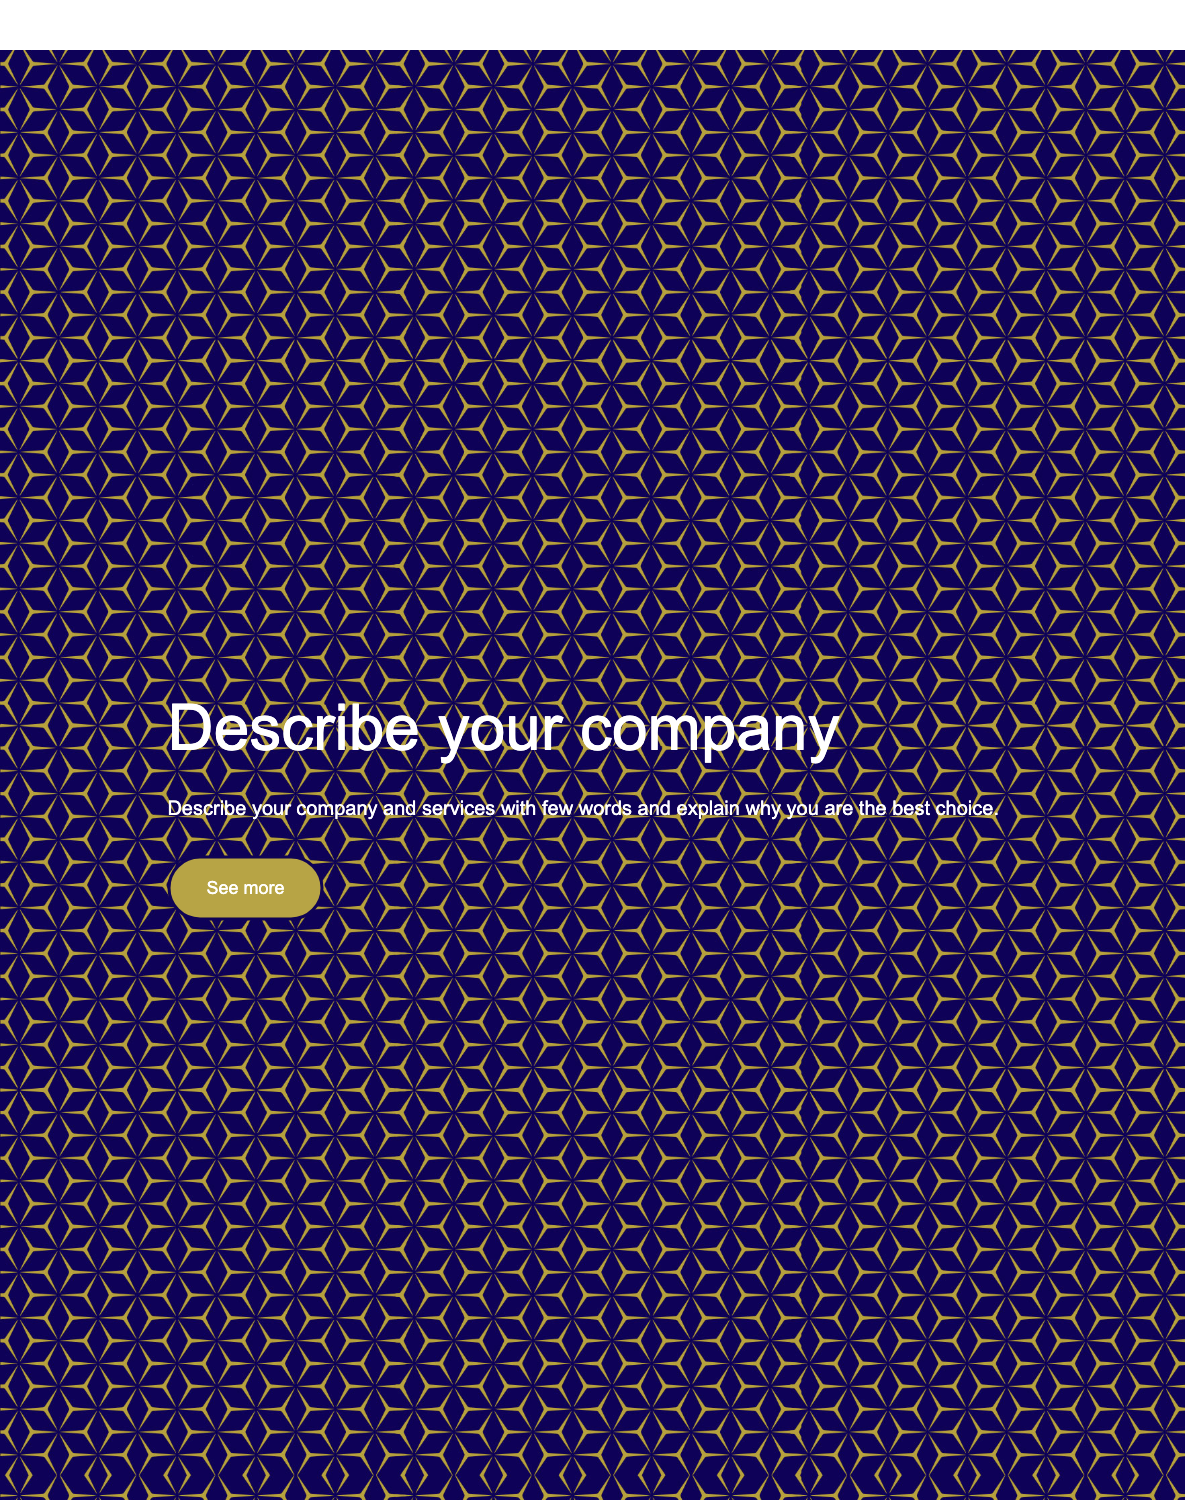 Describe your company
Describe your company and services with few words and explain why you are the best choice.
See more